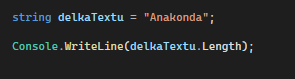 string delkaTextu = "Anakonda";
Console.WriteLine(delkaTextu.Length);